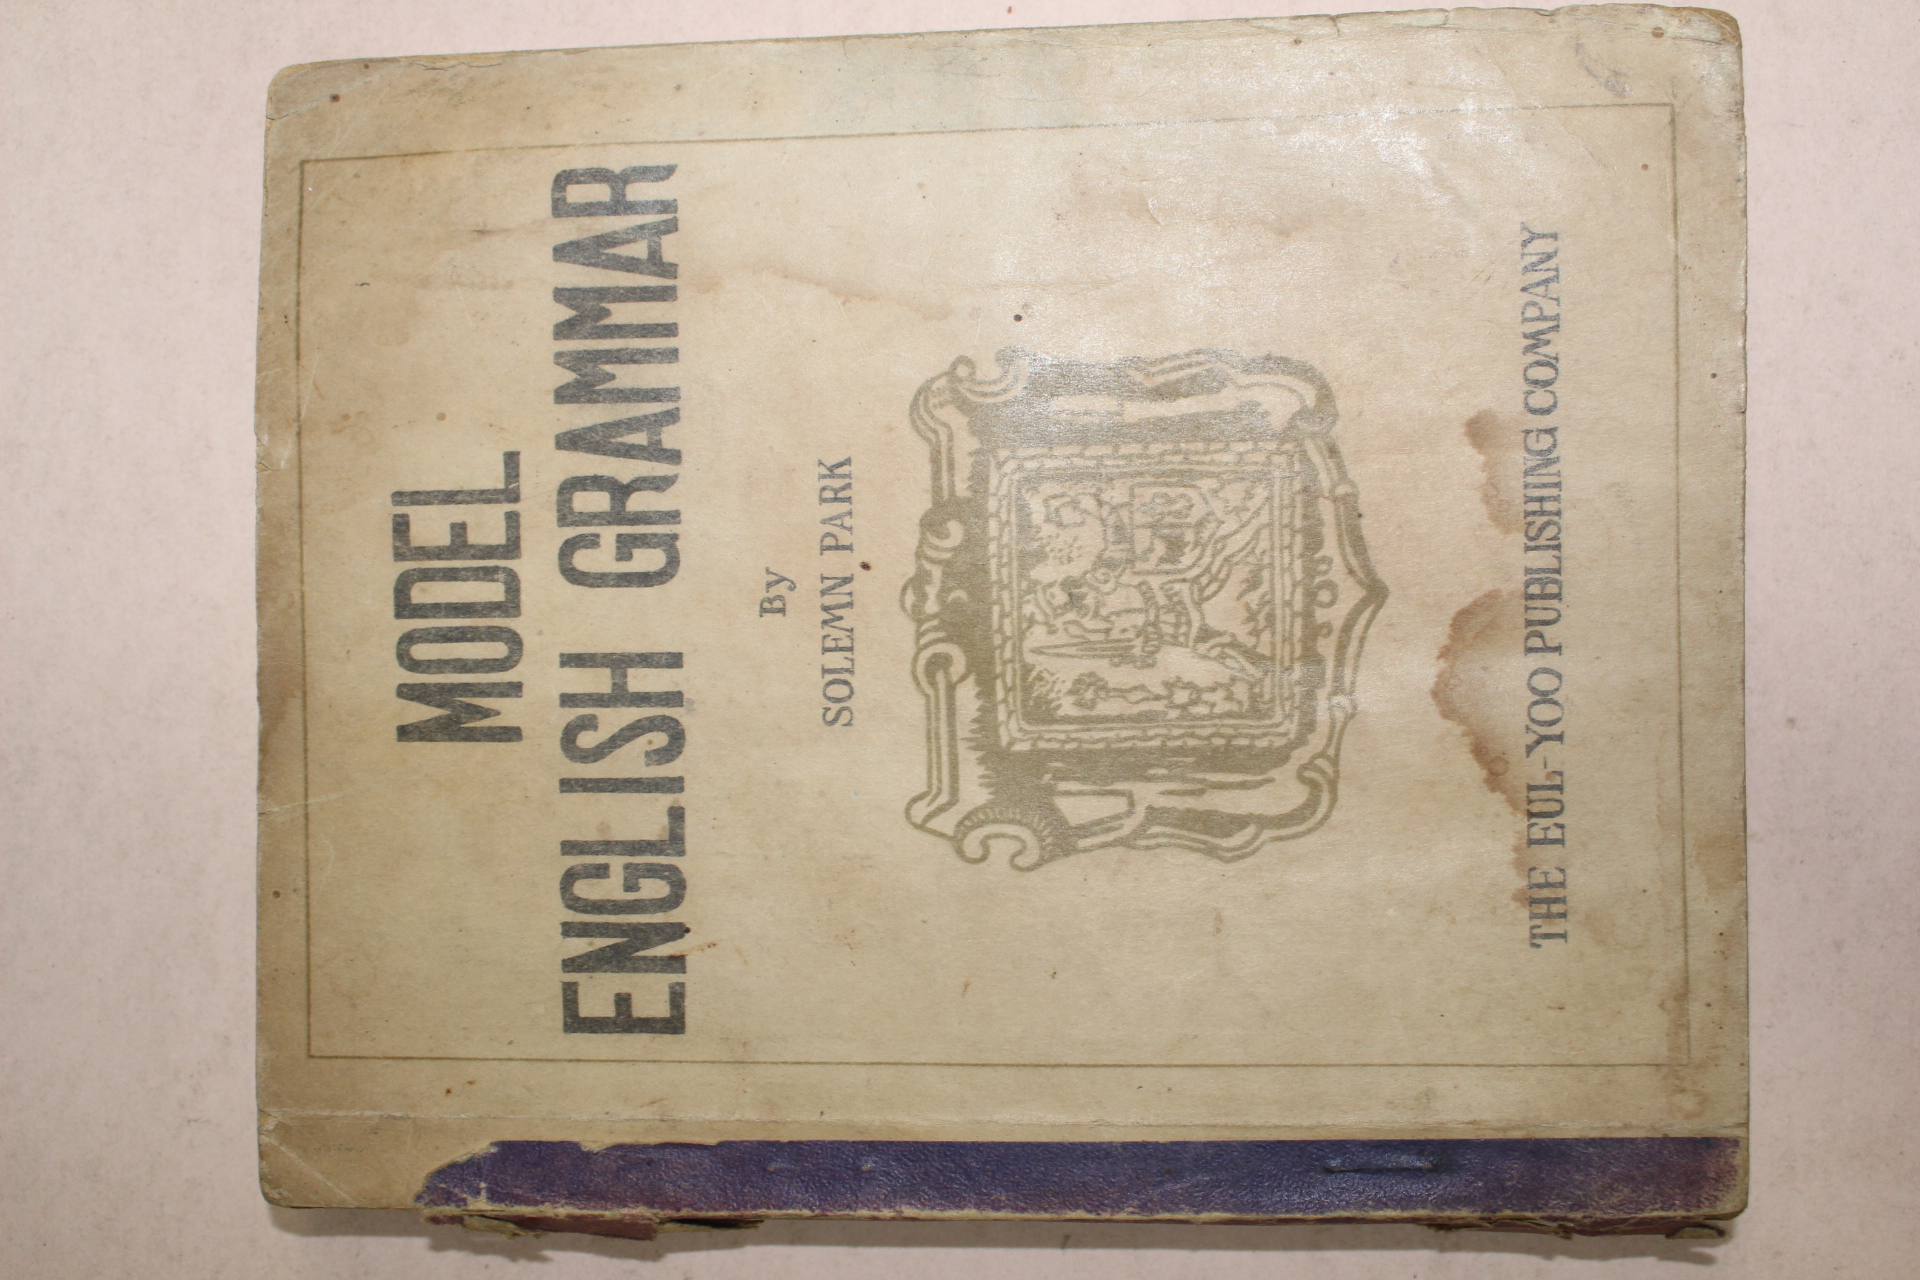 MODEL
ENGLISH GRAMMAR
By
SOLEMN PARK
THE EUL-YOO PUBLISHING COMPANY